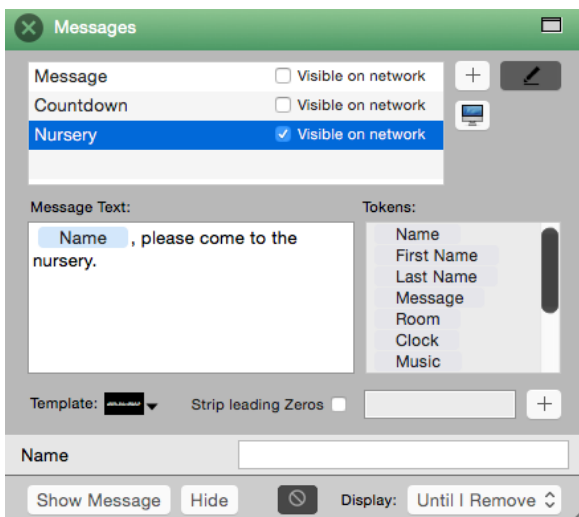 Messages
Message Visible on network
Countdown Visible on network
Nursery Visible on network
Message Text: Tokens:
Name , please come to the
nursery.
Name
First Name
Last Name
Message
Room
Clock
Music
Template: Strip leading Zeros
Name
Show Message Hide Display: Until I Remove